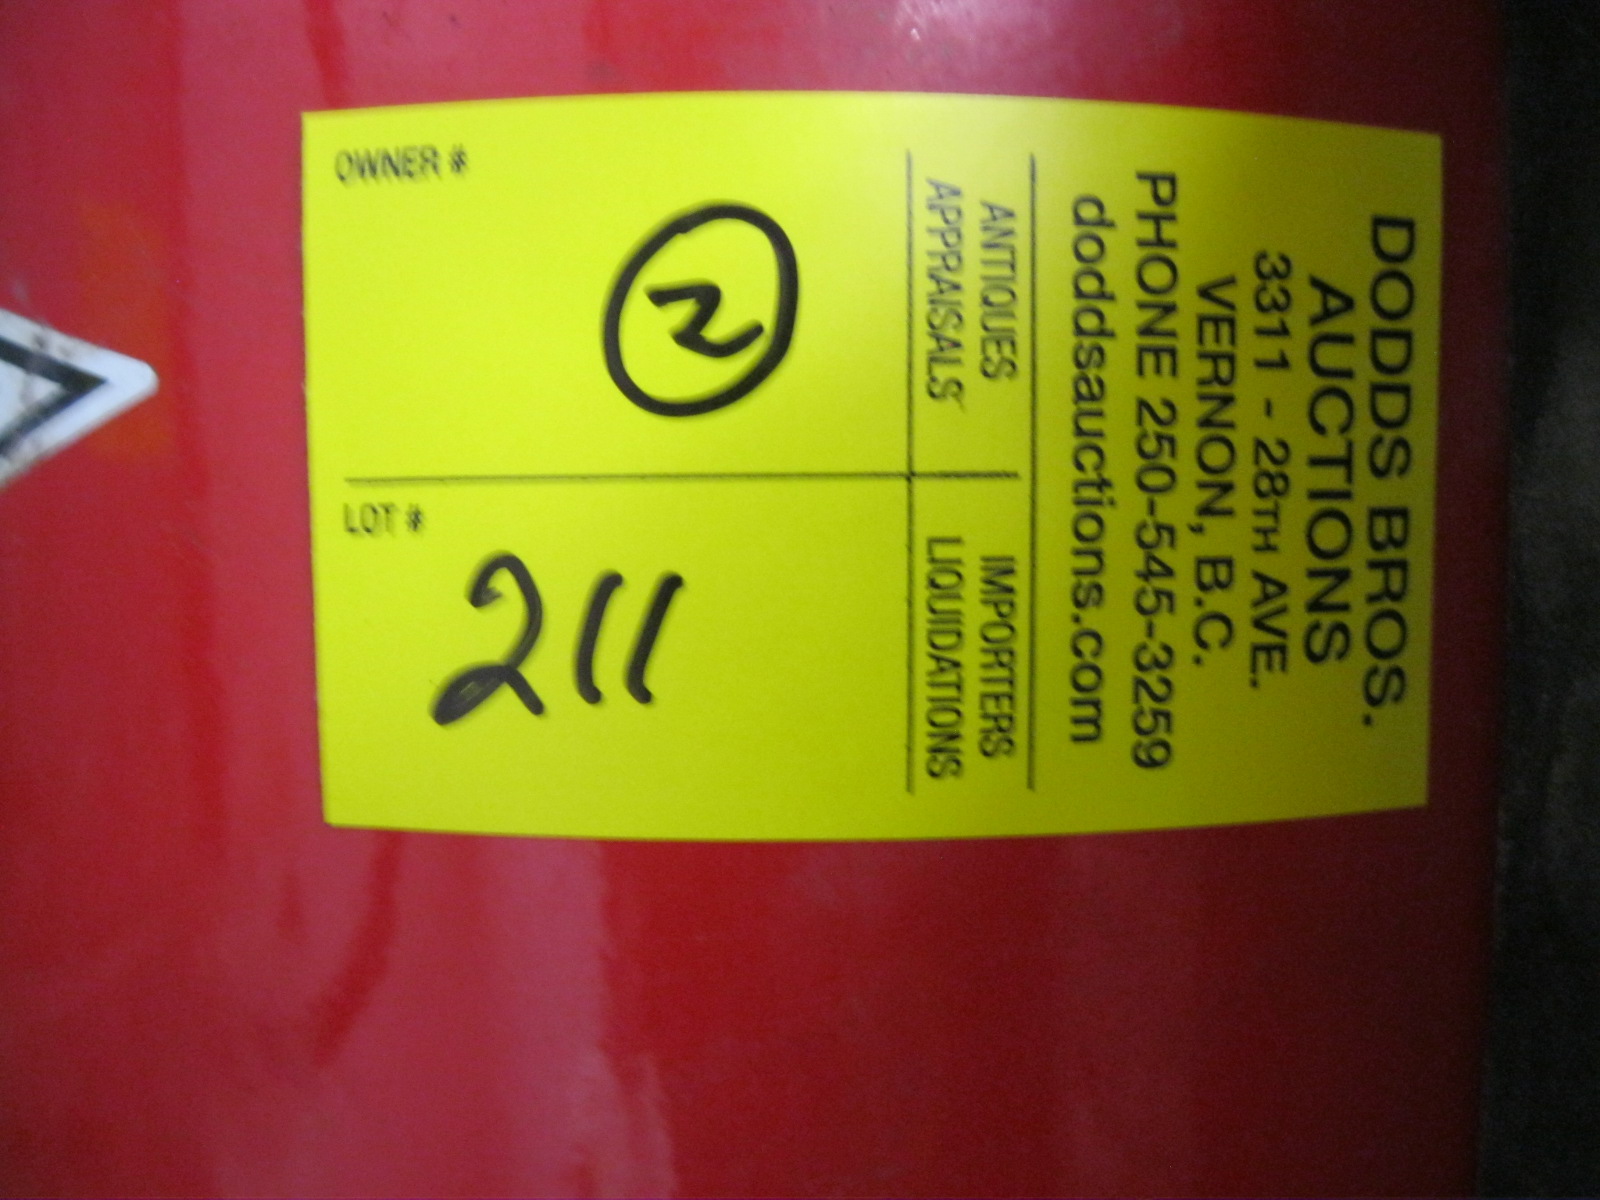 DODDS BROS.
AUCTIONS
3311 - 28TH AVE.
VERNON, B.C.
PHONE 250-545-3259
doddsauctions.com
ANTIQUES IMPORTERS
APPRAISALS LIQUIDATIONS
2
OWNER #
LOT #
211